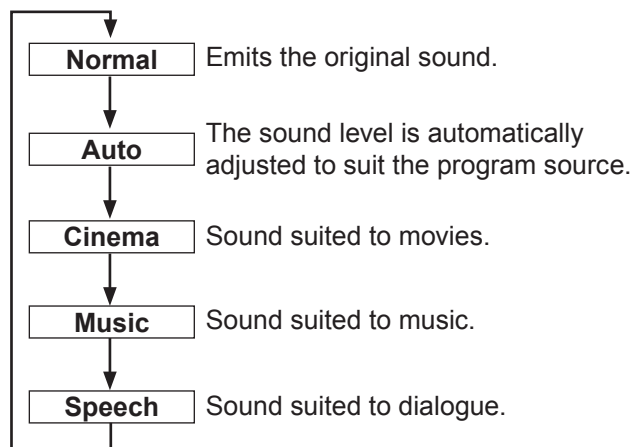 Normal Emits the original sound.
Auto The sound level is automatically
adjusted to suit the program source.
Cinema Sound suited to movies.
Music Sound suited to music.
Speech Sound suited to dialogue.